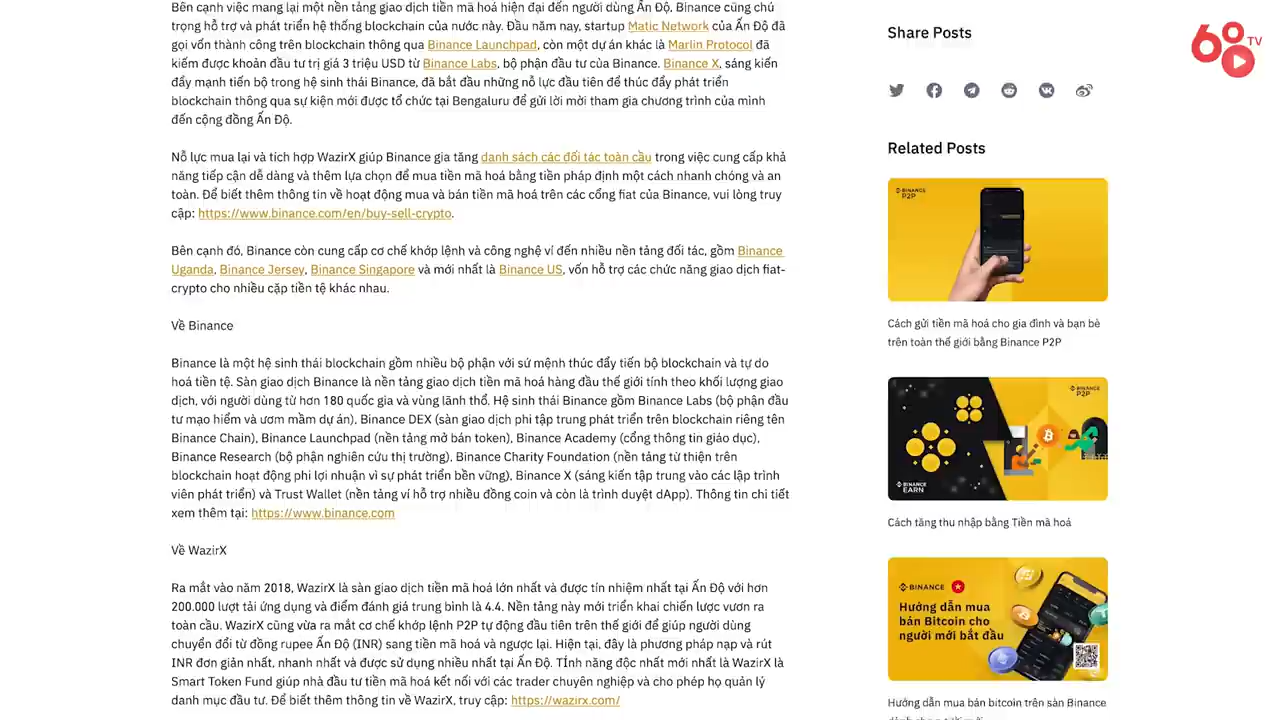 Bên cạnh việc mang lại một nền tảng giao dịch tiền mã hoá hiện đại đến người dùng Ấn Độ, Binance cũng chú
trọng hỗ trợ và phát triển hệ thống blockchain của nước này. Đầu năm nay, startup Matic Network của Ấn Độ đã
gọi vốn thành công trên blockchain thông qua Binance Launchpad, còn một dự án khác là Marlin Protocol đã
kiếm được khoản đầu tư trị giá 3 triệu USD từ Binance Labs, bộ phận đầu tư của Binance. Binance X, sáng kiến
đẩy mạnh tiến bộ trong hệ sinh thái Binance, đã bắt đầu những nỗ lực đầu tiên để thúc đẩy phát triển
blockchain thông qua sự kiện mới được tổ chức tại Bengaluru để gửi lời mời tham gia chương trình của mình
đến cộng đồng Ấn Độ.
Nỗ lực mua lại và tích hợp WazirX giúp Binance gia tăng danh sách các đối tác toàn cầu trong việc cung cấp khả
năng tiếp cận dễ dàng và thêm lựa chọn để mua tiền mã hoá bằng tiền pháp định một cách nhanh chóng và an
toàn. Để biết thêm thông tin về hoạt động mua và bán tiền mã hoá trên các cổng fiat của Binance, vui lòng truy
cập: https://www.binance.com/en/buy-sell-crypto.
Bên cạnh đó, Binance còn cung cấp cơ chế khớp lệnh và công nghệ ví đến nhiều nền tảng đối tác, gồm Binance
Uganda, Binance Jersey, Binance Singapore và mới nhất là Binance US, vốn hỗ trợ các chức năng giao dịch fiat-
crypto cho nhiều cặp tiền tệ khác nhau.
Về Binance
Binance là một hệ sinh thái blockchain gồm nhiều bộ phận với sứ mệnh thúc đẩy tiến bộ blockchain và tự do
hoá tiền tệ. Sàn giao dịch Binance là nền tảng giao dịch tiền mã hoá hàng đầu thế giới tính theo khối lượng giao
dịch, với người dùng từ hơn 180 quốc gia và vùng lãnh thổ. Hệ sinh thái Binance gồm Binance Labs (bộ phận đầu
tư mạo hiểm và ươm mầm dự án), Binance DEX (sàn giao dịch phi tập trung phát triển trên blockchain riêng tên
Binance Chain), Binance Launchpad (nền tảng mở bán token), Binance Academy (cổng thông tin giáo dục),
Binance Research (bộ phận nghiên cứu thị trường), Binance Charity Foundation (nền tảng từ thiện trên
blockchain hoạt động phi lợi nhuận vì sự phát triển bền vững), Binance X (sáng kiến tập trung vào các lập trình
viên phát triển) và Trust Wallet (nền tảng ví hỗ trợ nhiều đồng coin và còn là trình duyệt dApp). Thông tin chi tiết
xem thêm tại: https://www.binance.com
Về WazirX
Ra mắt vào năm 2018, WazirX là sàn giao dịch tiền mã hoá lớn nhất và được tín nhiệm nhất tại Ấn Độ với hơn
200.000 lượt tải ứng dụng và điểm đánh giá trung bình là 4.4. Nền tảng này mới triển khai chiến lược vươn ra
toàn cầu. WazirX cũng vừa ra mắt cơ chế khớp lệnh P2P tự động đầu tiên trên thế giới để giúp người dùng
chuyển đổi từ đồng rupee Ấn Độ (INR) sang tiền mã hoá và ngược lại. Hiện tại, đây là phương pháp nạp và rút
INR đơn giản nhất, nhanh nhất và được sử dụng nhiều nhất tại Ấn Độ. TÍnh năng độc nhất mới nhất là WazirX là
Smart Token Fund giúp nhà đầu tư tiền mã hoá kết nối với các trader chuyên nghiệp và cho phép họ quản lý
danh mục đầu tư. Để biết thêm thông tin về WazirX, truy cập: https://wazirx.com/
Share Posts
68 TV
Related Posts
BINANCE
P2P
Cách gửi tiền mã hoá cho gia đình và bạn bè
trên toàn thế giới bằng Binance P2P
BINANCE
P2P
BINANCE
EARN
Cách tăng thu nhập bằng Tiền mã hoá
BINANCE
Hướng dẫn mua
bán Bitcoin cho
người mới bắt đầu
Hướng dẫn mua bán bitcoin trên sàn Binance